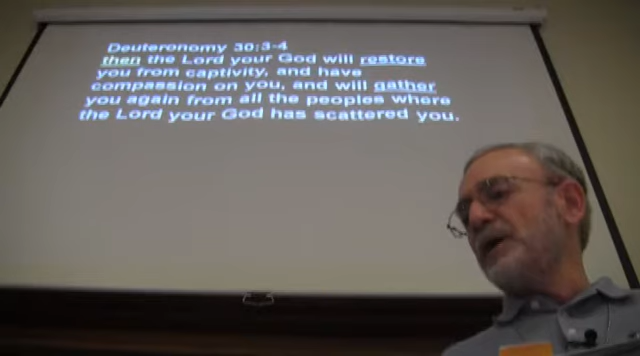 Deuteronomy 30:3-4
then the Lord your God will restore
you from captivity, and have
compassion on you, and will gather
you again from all the peoples where
the Lord your God has scattered you.